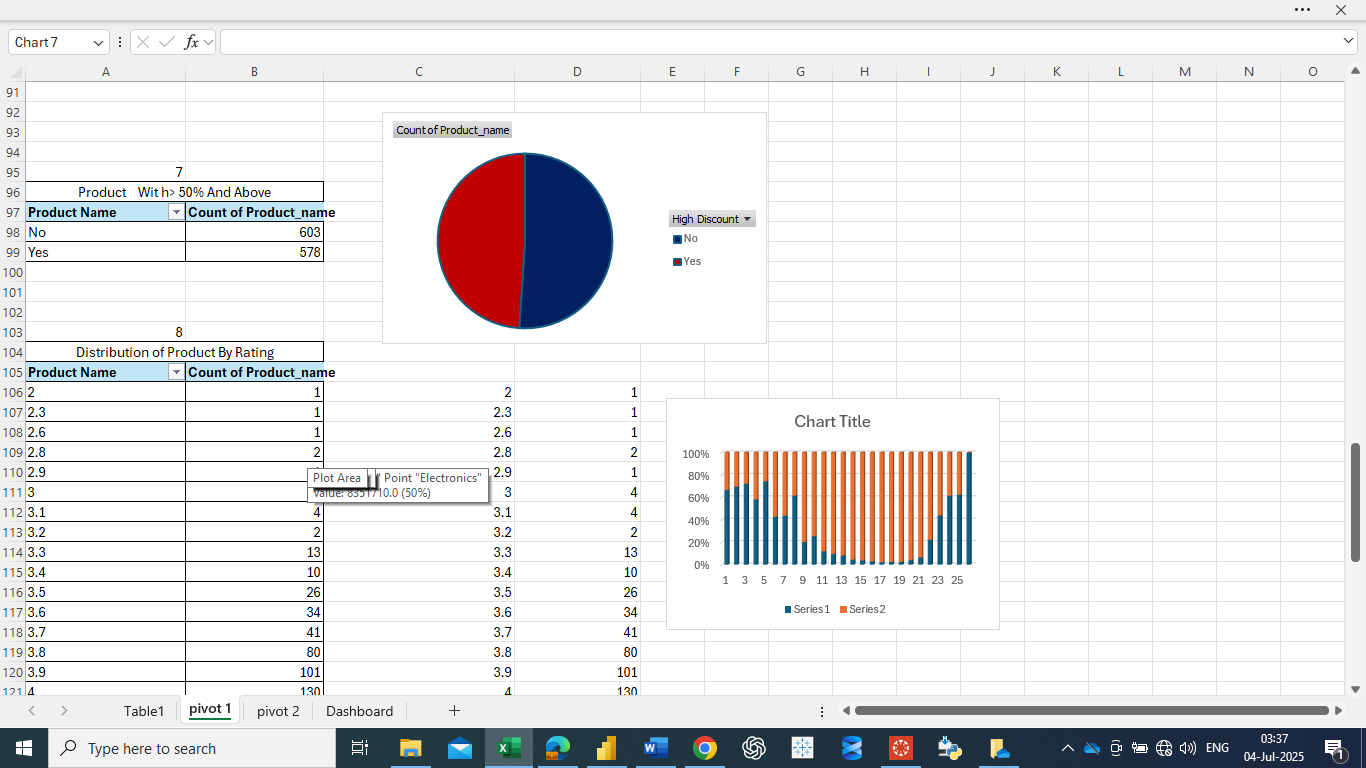 Chart 7
fx
A B C D E F G H I J K L M N O
91
92
93
94
95 7
96 Product Wit h> 50% And Above
97 Product Name Count of Product_name
98 No 603
99 Yes 578
100
101
102
103 8
104 Distribution of Product By Rating
105 Product Name Count of Product_name
106 2 1 2 1
107 2.3 1 2.3 1
108 2.6 1 2.6 1
109 2.8 2 2.8 2
110 2.9 2.9 1
111 3 3 4
112 3.1 4 3.1 4
113 3.2 2 3.2 2
114 3.3 13 3.3 13
115 3.4 10 3.4 10
116 3.5 26 3.5 26
117 3.6 34 3.6 34
118 3.7 41 3.7 41
119 3.8 80 3.8 80
120 3.9 101 3.9 101
121 4 130 4 130
Count of Product_name
High Discount
No
Yes
Plot Area
Point "Electronics"
Value: 8351710.0 (50%)
Chart Title
100%
80%
60%
40%
20%
0%
1 3 5 7 9 11 13 15 17 19 21 23 25
Series1 Series2
Table1 pivot 1 pivot 2 Dashboard
Type here to search
ENG
03:37
04-Jul-2025
1